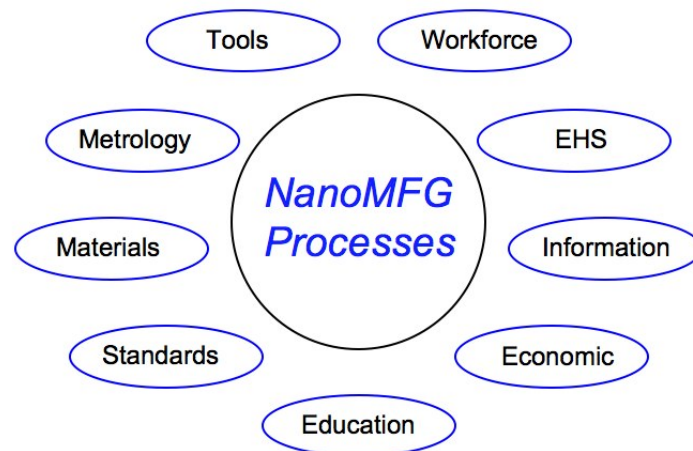 Tools
Workforce
Metrology
EHS
NanoMFG
Processes
Materials
Information
Standards
Economic
Education